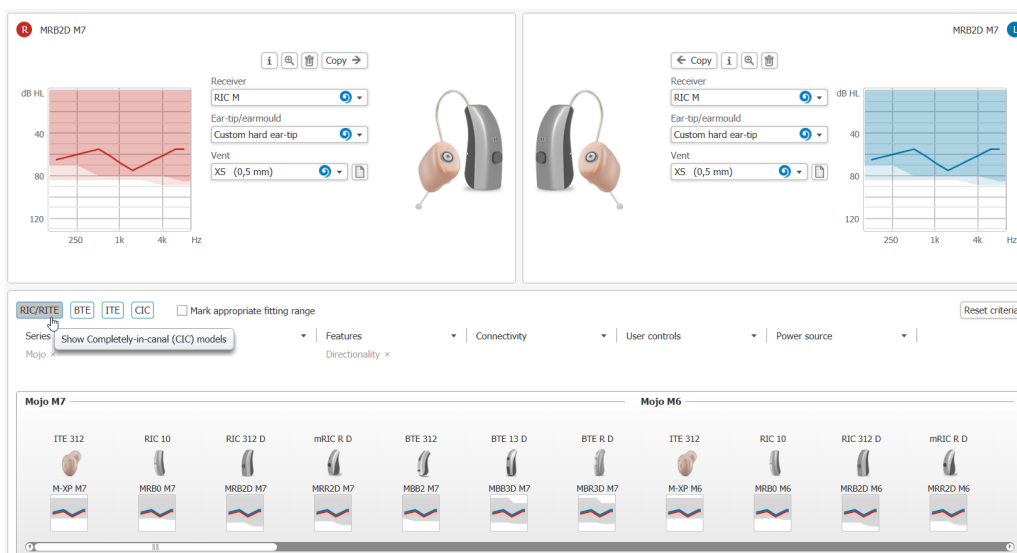 R MRB2D M7
MRB2D M7 L
i Copy →
← Copy i
Receiver
RIC M
Ear-tip/earmould
Custom hard ear-tip
Vent
XS (0,5 mm)
dB HL
40
80
120
250 1k 4k Hz
Receiver
RIC M
Ear-tip/earmould
Custom hard ear-tip
Vent
XS (0,5 mm)
dB HL
40
80
120
250 1k 4k Hz
RIC/RITE BTE ITE CIC Mark appropriate fitting range Reset criteria
Series Features Connectivity User controls Power source
Show Completely-in-canal (CIC) models
Mojo × Directionality ×
Mojo M7 Mojo M6
ITE 312 RIC 10 RIC 312 D mRIC R D BTE 312 BTE 13 D BTE R D ITE 312 RIC 10 RIC 312 D mRIC R D
M-XP M7 MRB0 M7 MRB2D M7 MRR2D M7 MBB2 M7 MBB3D M7 MBR3D M7 M-XP M6 MRB0 M6 MRB2D M6 MRR2D M6